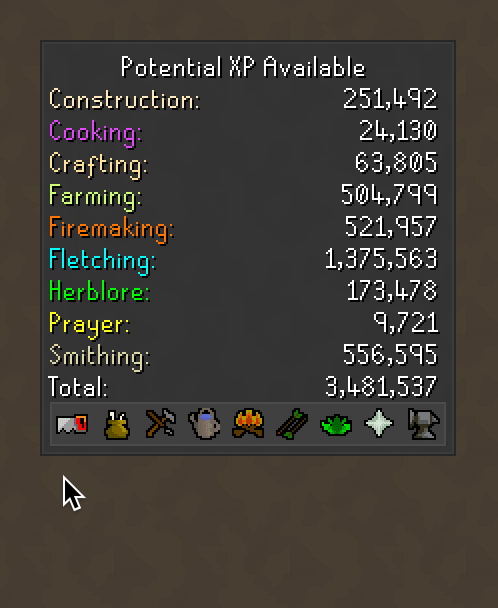 Potential XP Available
Construction: 251,492
Cooking: 24,130
Crafting: 63,805
Farming: 504,799
Firemaking: 521,957
Fletching: 1,375,563
Herblore: 173,478
Prayer: 9,721
Smithing: 556,595
Total: 3,481,537